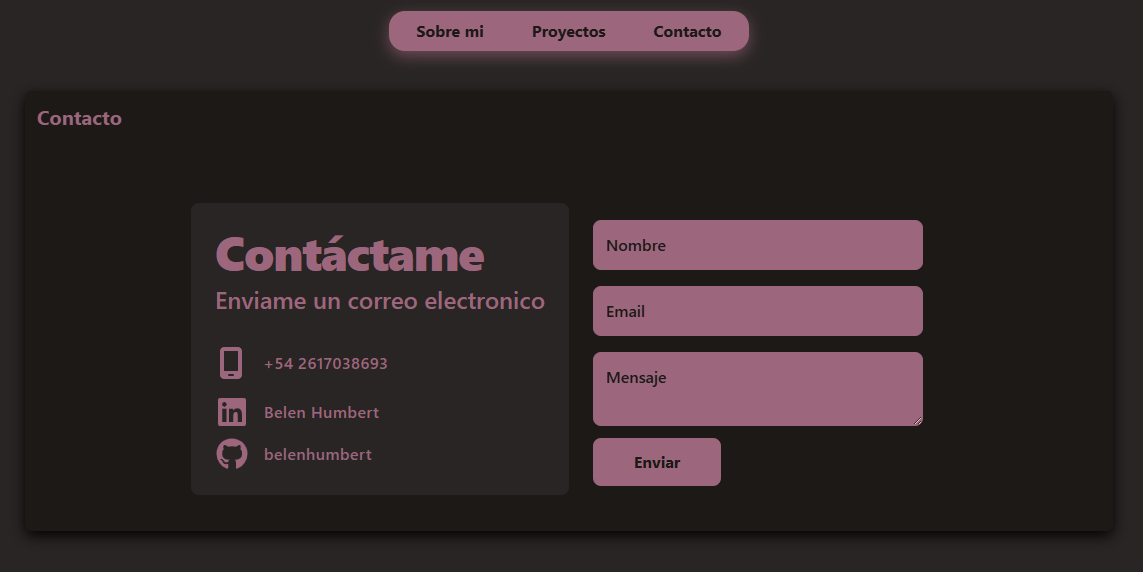 Sobre mi Proyectos Contacto
Contacto
Contáctame
Enviame un correo electronico
+54 2617038693
in
Belen Humbert
belenhumbert
Nombre
Email
Mensaje
Enviar